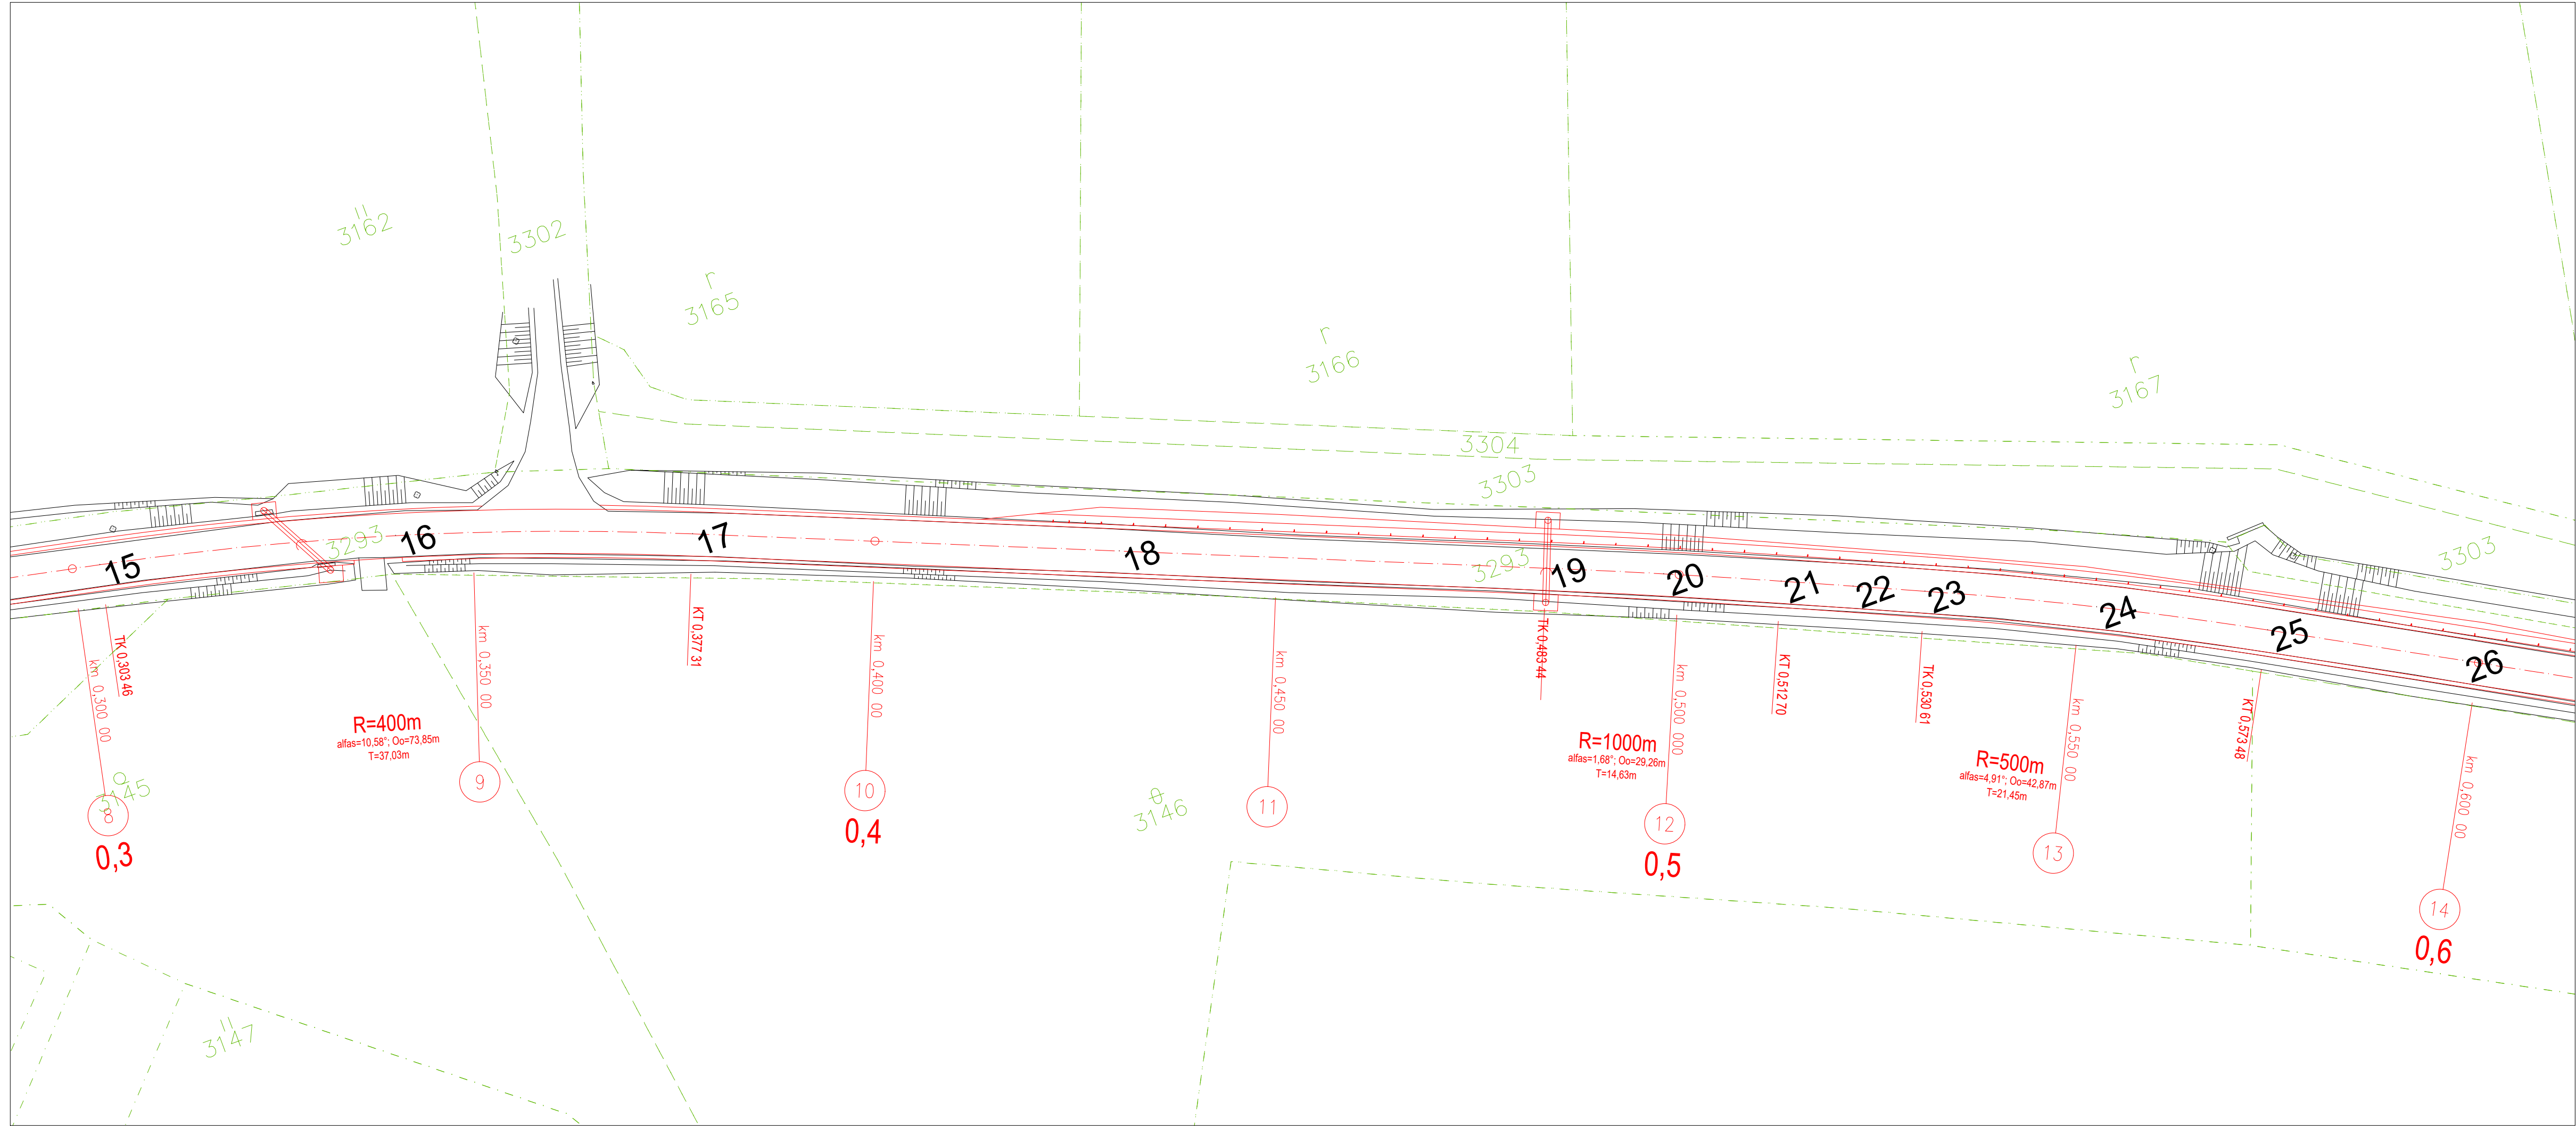 3162
3302
r
3165
r
3166
r
3167
3304
3303
3303
3293
3293
15
16
17
18
19
20
21
22
23
24
25
26
TK 0,303 46
km 0,300 00
KT 0,377 31
km 0,350 00
km 0,400 00
km 0,450 00
TK 0,483 44
km 0,500 000
KT 0,512 70
TK 0,530 61
km 0,550 00
KT 0,573 48
km 0,600 00
R=400m
alfas=10,58°; Oo=73,85m
T=37,03m
R=1000m
alfas=1,68°; Oo=29,26m
T=14,63m
R=500m
alfas=4,91°; Oo=42,87m
T=21,45m
3145
3146
8
9
10
11
12
13
14
0,3
0,4
0,5
0,6
3147